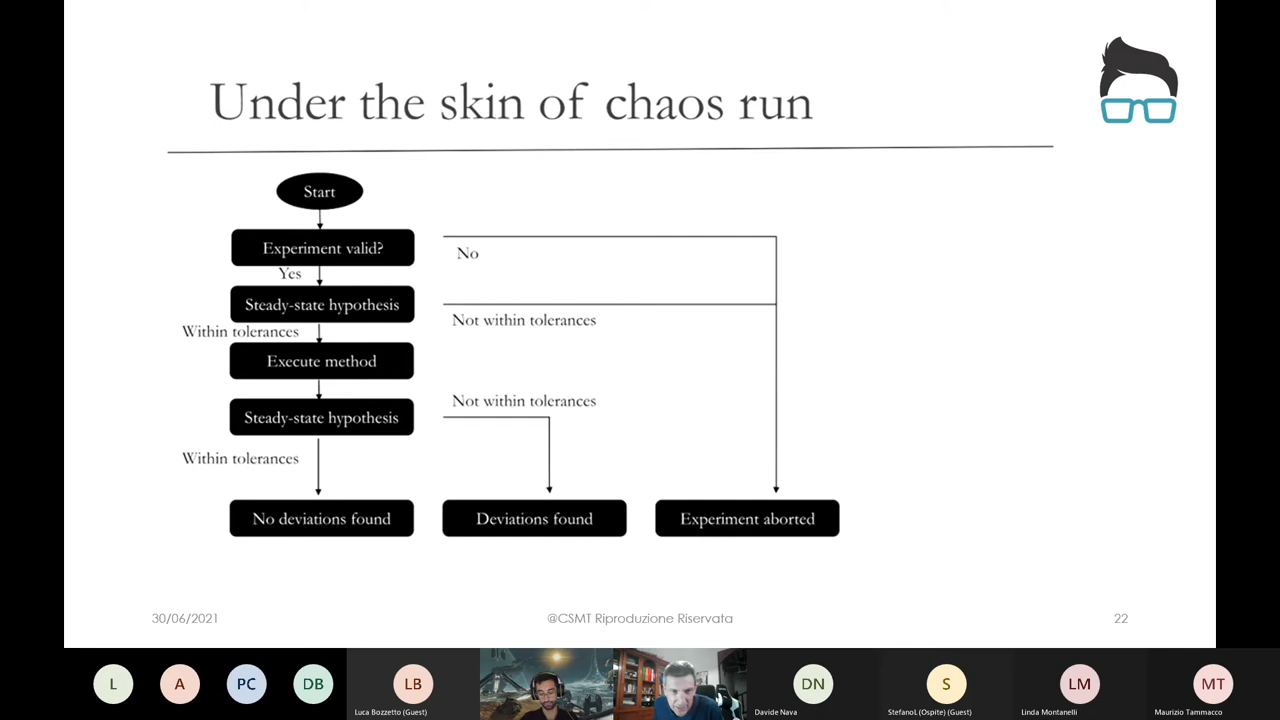 Under the skin of chaos run
Start
Experiment valid?
No
Yes
Steady-state hypothesis
Within tolerances
Not within tolerances
Execute method
Not within tolerances
Steady-state hypothesis
Within tolerances
No deviations found
Deviations found
Experiment aborted
30/06/2021
@CSMT Riproduzione Riservata
22
L
A
PC
DB
LB
DN
S
LM
MT
Luca Bozzetto (Guest)
Davide Nava
StefanoL (Ospite) (Guest)
Linda Montanelli
Maurizio Tammacco